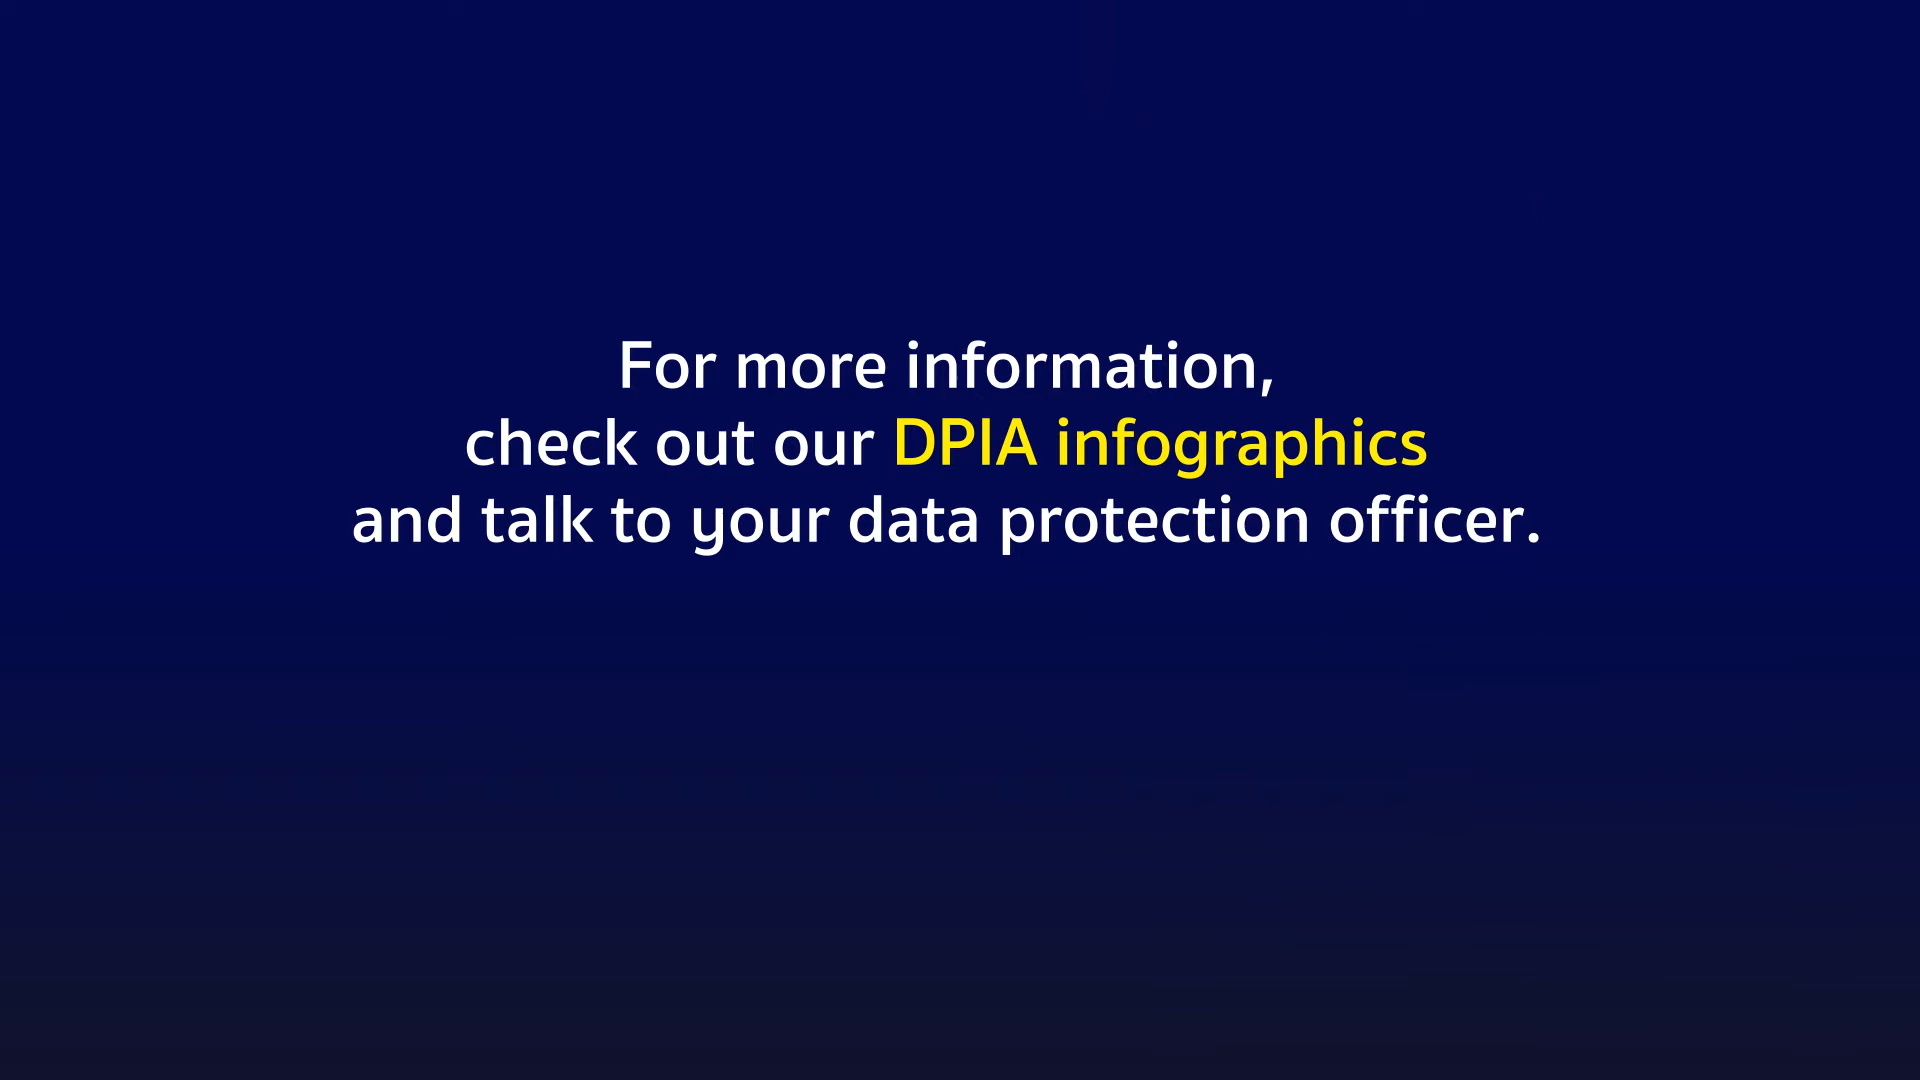 For more information,
check out our DPIA infographics
and talk to your data protection officer.